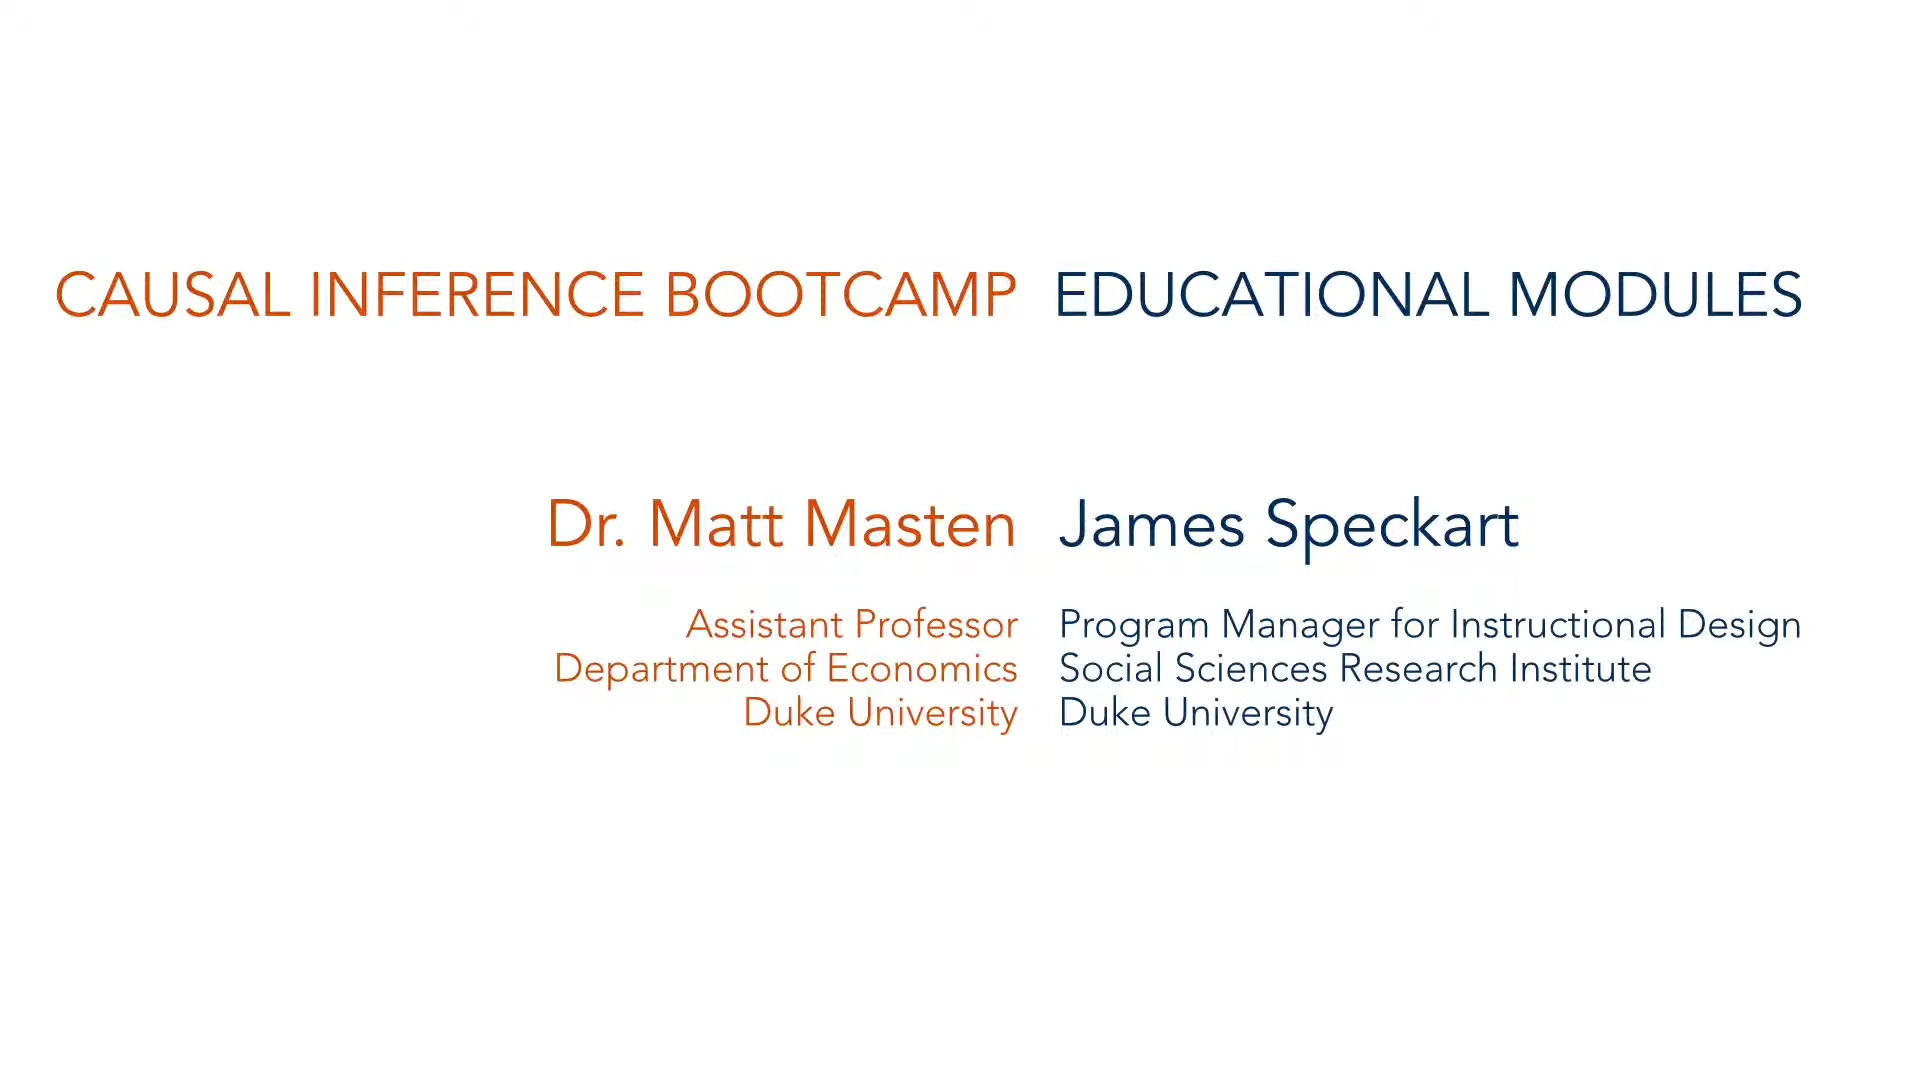 CAUSAL INFERENCE BOOTCAMP EDUCATIONAL MODULES
Dr. Matt Masten
Assistant Professor
Department of Economics
Duke University
James Speckart
Program Manager for Instructional Design
Social Sciences Research Institute
Duke University